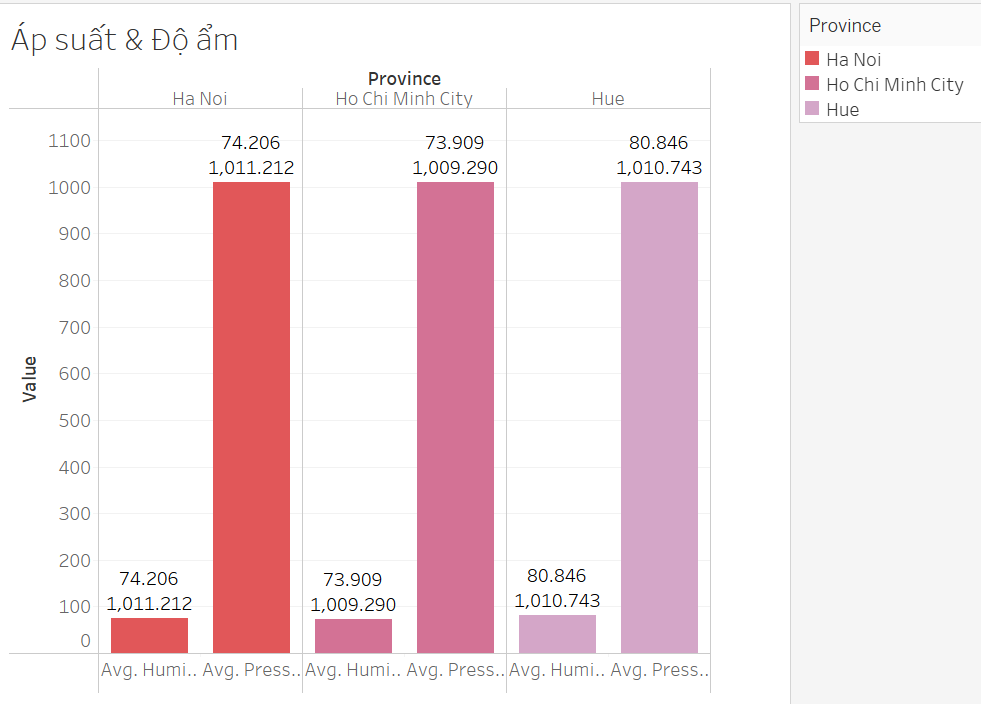 Áp suất & Độ ẩm
Province
Ha Noi
Ho Chi Minh City
Hue
1100
1000
900
800
700
600
500
400
300
200
100
0
Value
74.206
1,011.212
74.206
1,011.212
73.909
1,009.290
73.909
1,009.290
80.846
1,010.743
80.846
1,010.743
Avg. Humi..
Avg. Press..
Avg. Humi..
Avg. Press..
Avg. Humi..
Avg. Press..
Province
Ha Noi
Ho Chi Minh City
Hue